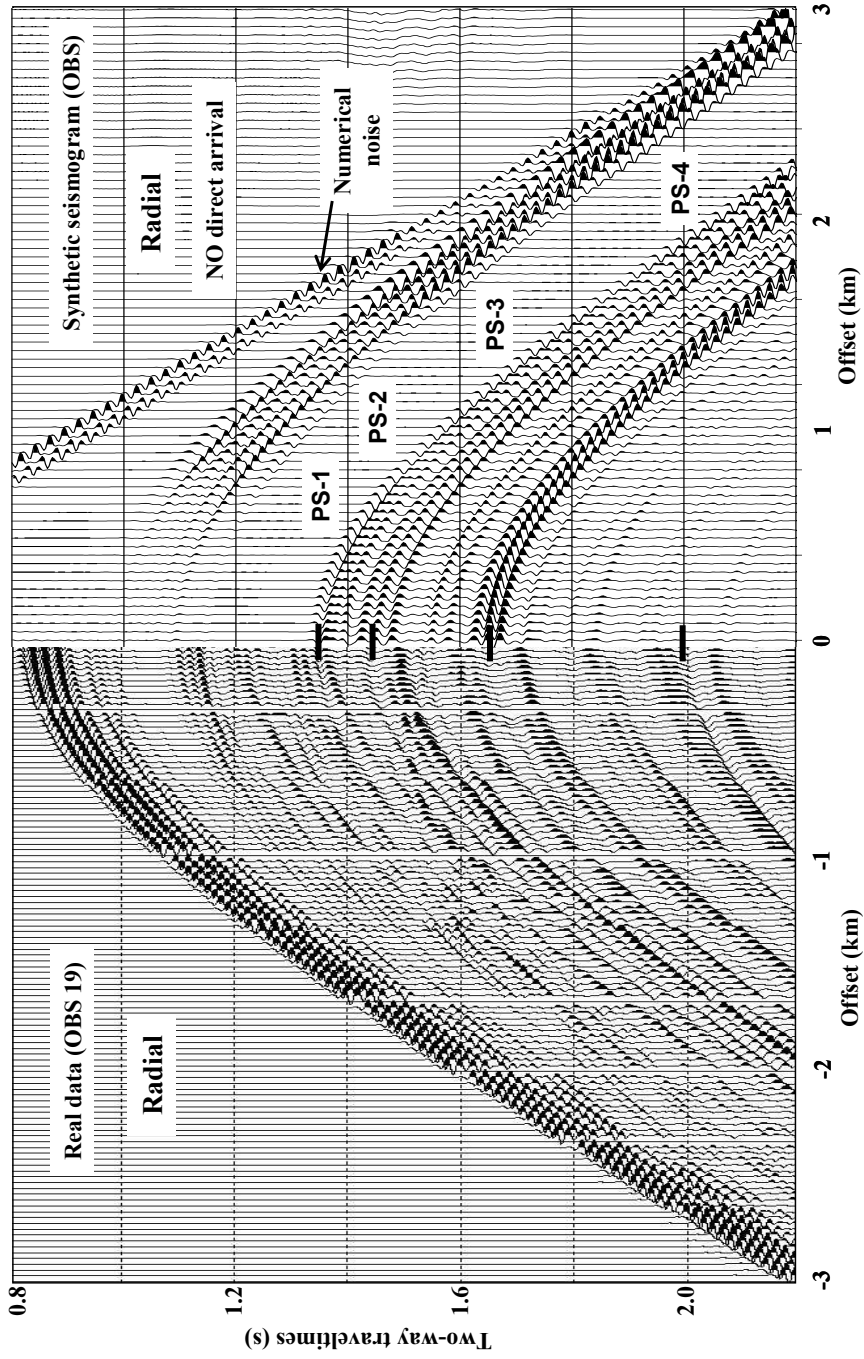 Real data (OBS 19)
Radial
Synthetic seismogram (OBS)
Radial
NO direct arrival
Numerical
noise
PS-1
PS-2
PS-3
PS-4
Two-way traveltimes (s)
0.8
1.2
1.6
2.0
-3
-2
-1
0
1
2
3
Offset (km)
Offset (km)